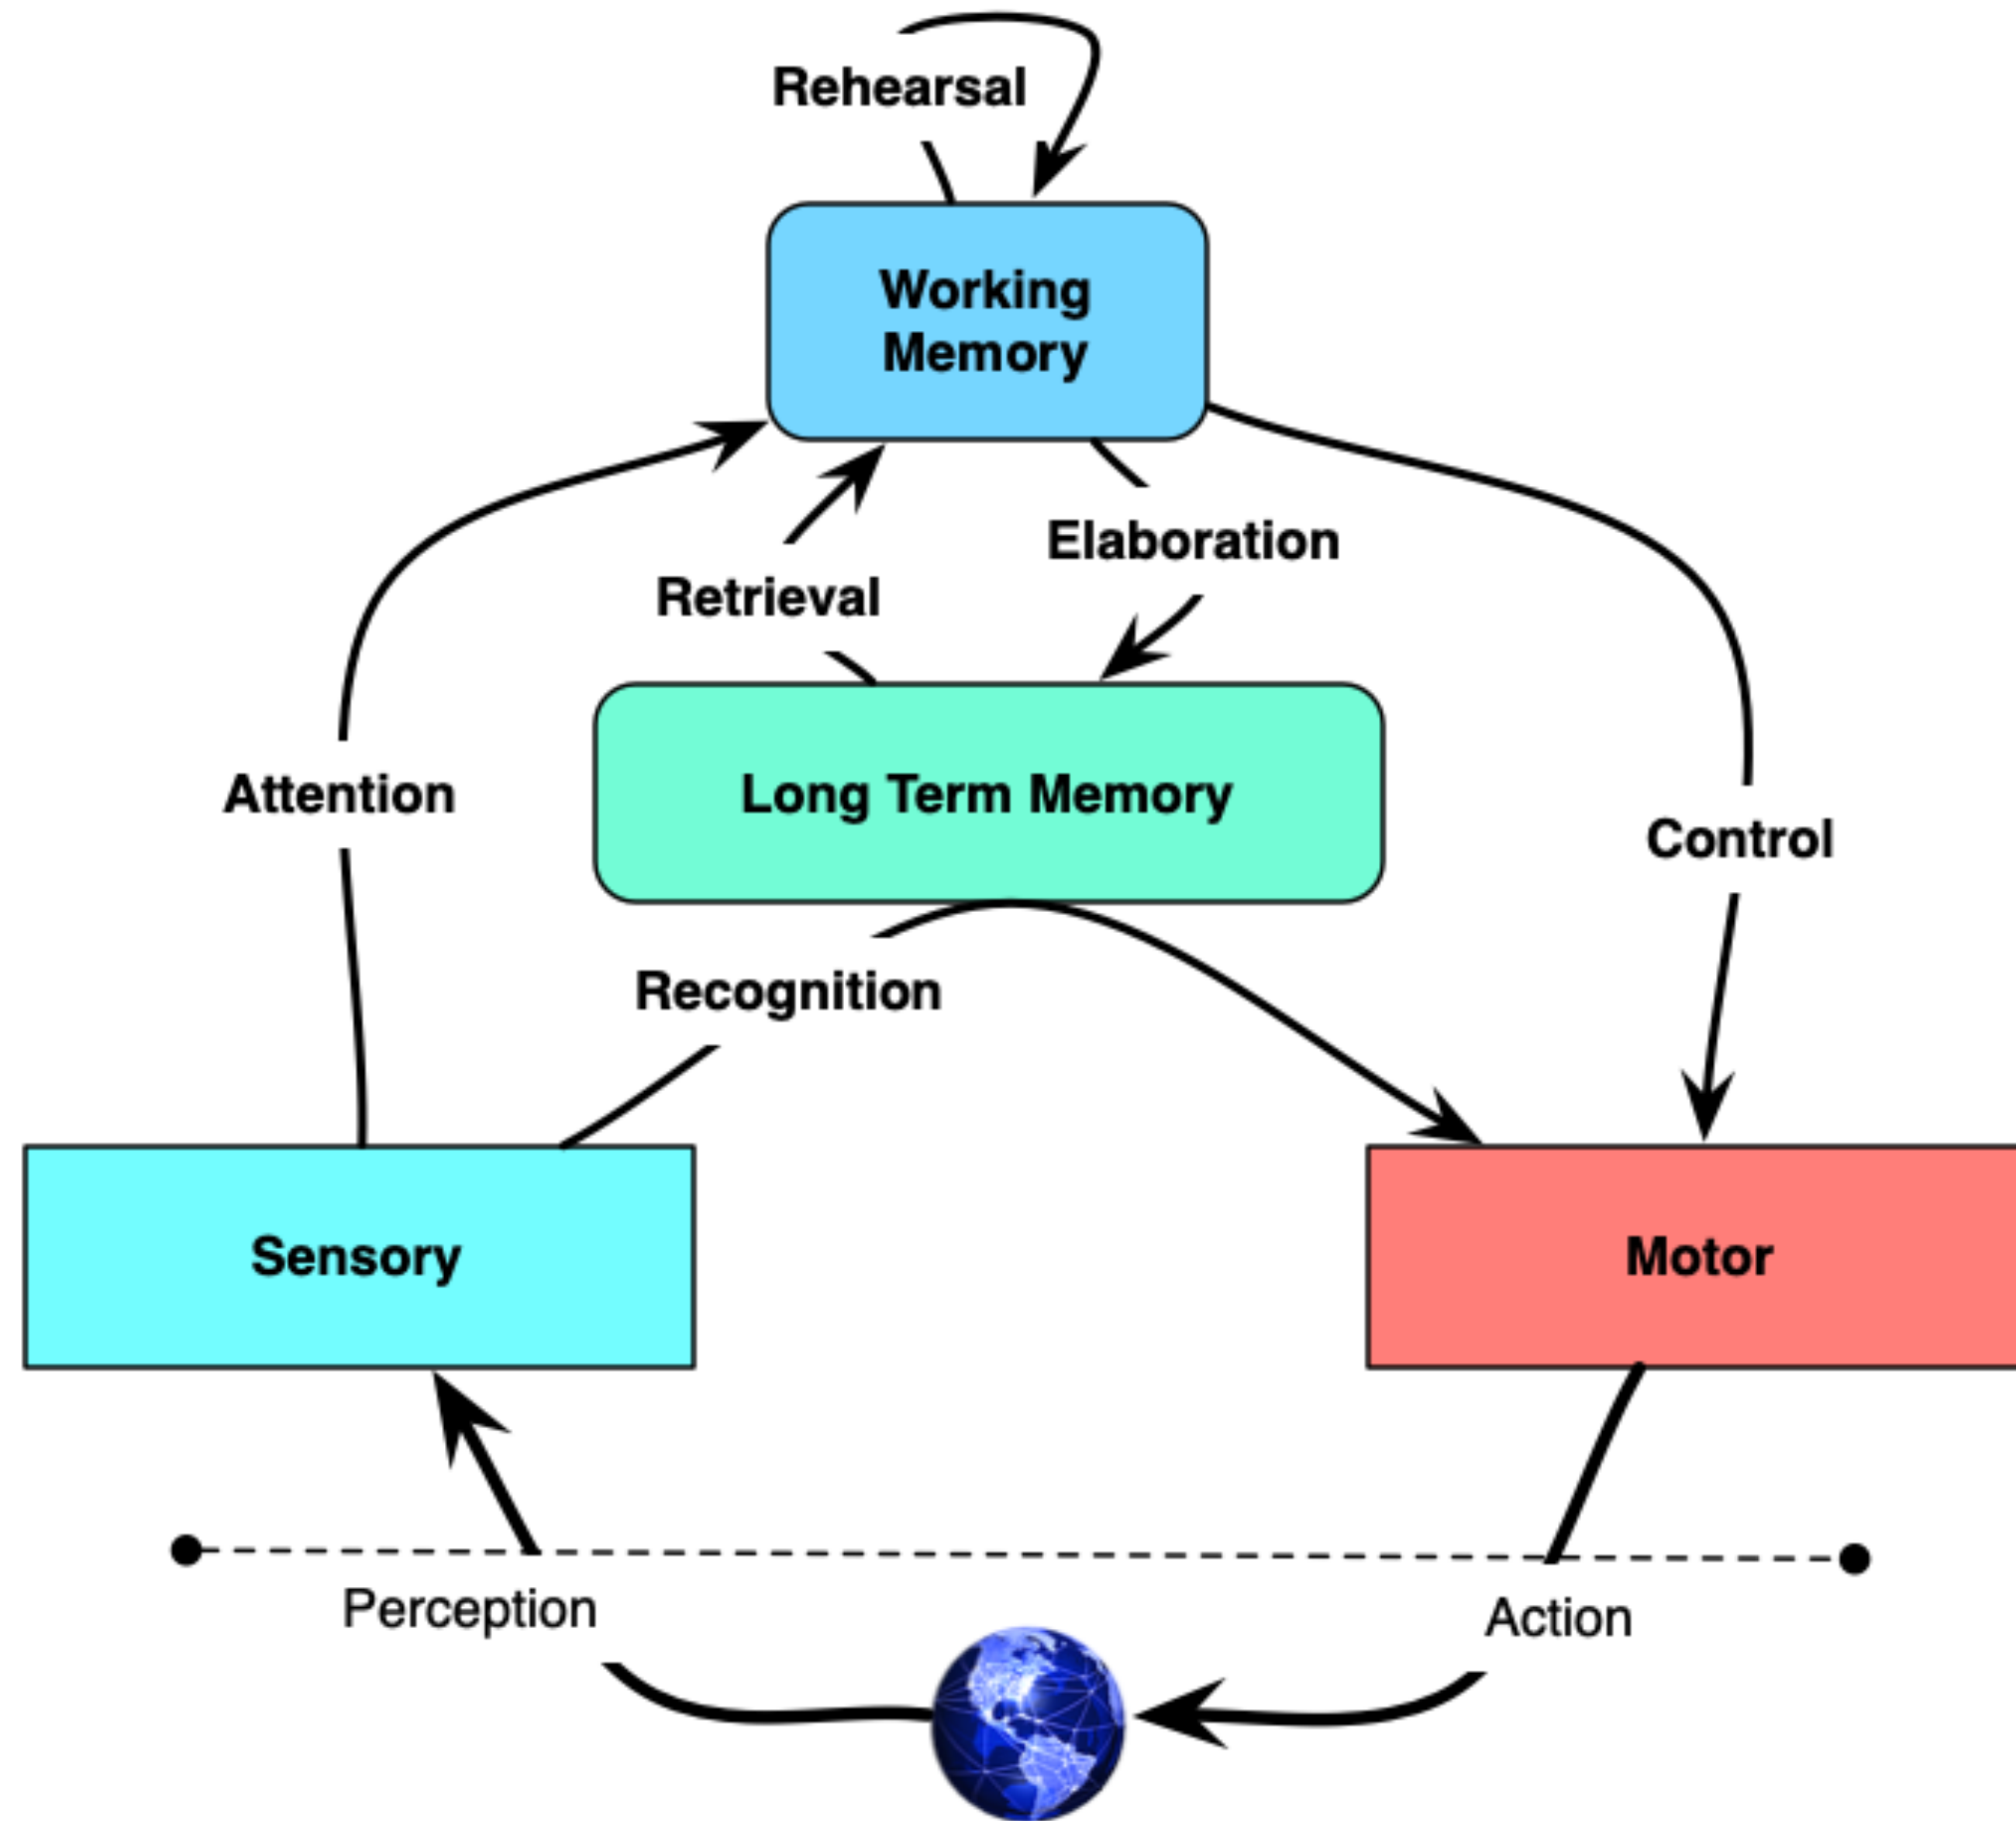 Rehearsal
Working
Memory
Elaboration
Retrieval
Attention
Long Term Memory
Control
Recognition
Sensory
Motor
Perception
Action